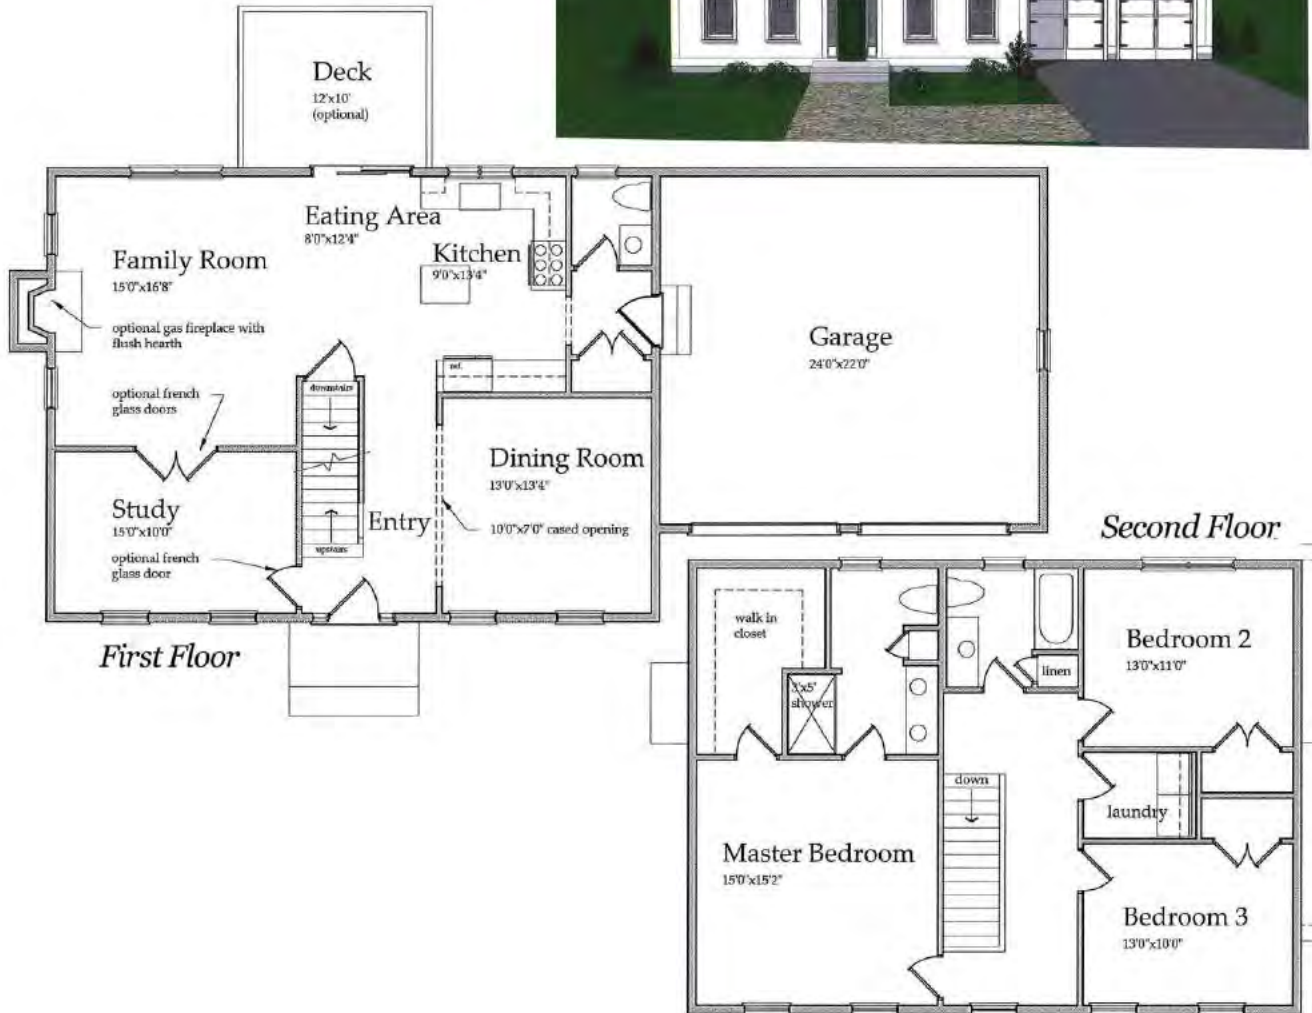 Deck
12'x10'
(optional)
Eating Area
8'0"x12'4"
Kitchen
9'0"x13'4"
Family Room
15'0"x16'8"
optional gas fireplace with
flush hearth
Garage
24'0"x22'0"
ref.
downstairs
optional french
glass doors
Dining Room
13'0"x13'4"
10'0"x7'0" cased opening
Study
15'0"x10'0"
Entry
upstairs
optional french
glass door
First Floor
Second Floor
walk in
closet
3'x5'
shower
linen
Bedroom 2
13'0"x11'0"
down
laundry
Master Bedroom
15'0"x15'2"
Bedroom 3
13'0"x10'0"